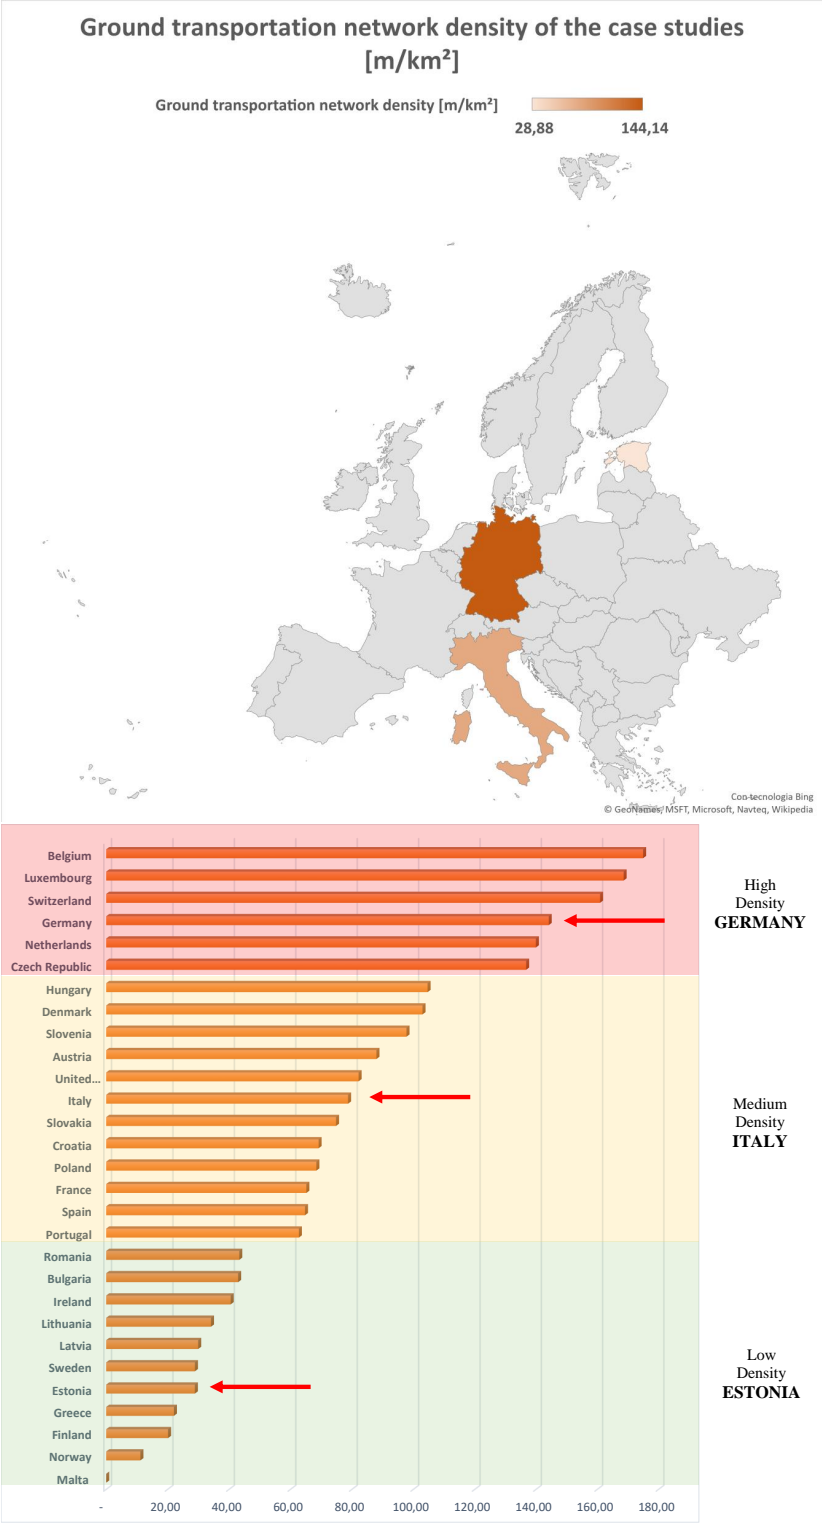 Ground transportation network density of the case studies
[m/km²]
Ground transportation network density [m/km²]
28,88 144,14
Con tecnologia Bing
© GeoNames, MSFT, Microsoft, Navteq, Wikipedia
Belgium
Luxembourg
Switzerland
Germany
Netherlands
Czech Republic
Hungary
Denmark
Slovenia
Austria
United...
Italy
Slovakia
Croatia
Poland
France
Spain
Portugal
Romania
Bulgaria
Ireland
Lithuania
Latvia
Sweden
Estonia
Greece
Finland
Norway
Malta
- 20,00 40,00 60,00 80,00 100,00 120,00 140,00 160,00 180,00
High
Density
GERMANY
Medium
Density
ITALY
Low
Density
ESTONIA